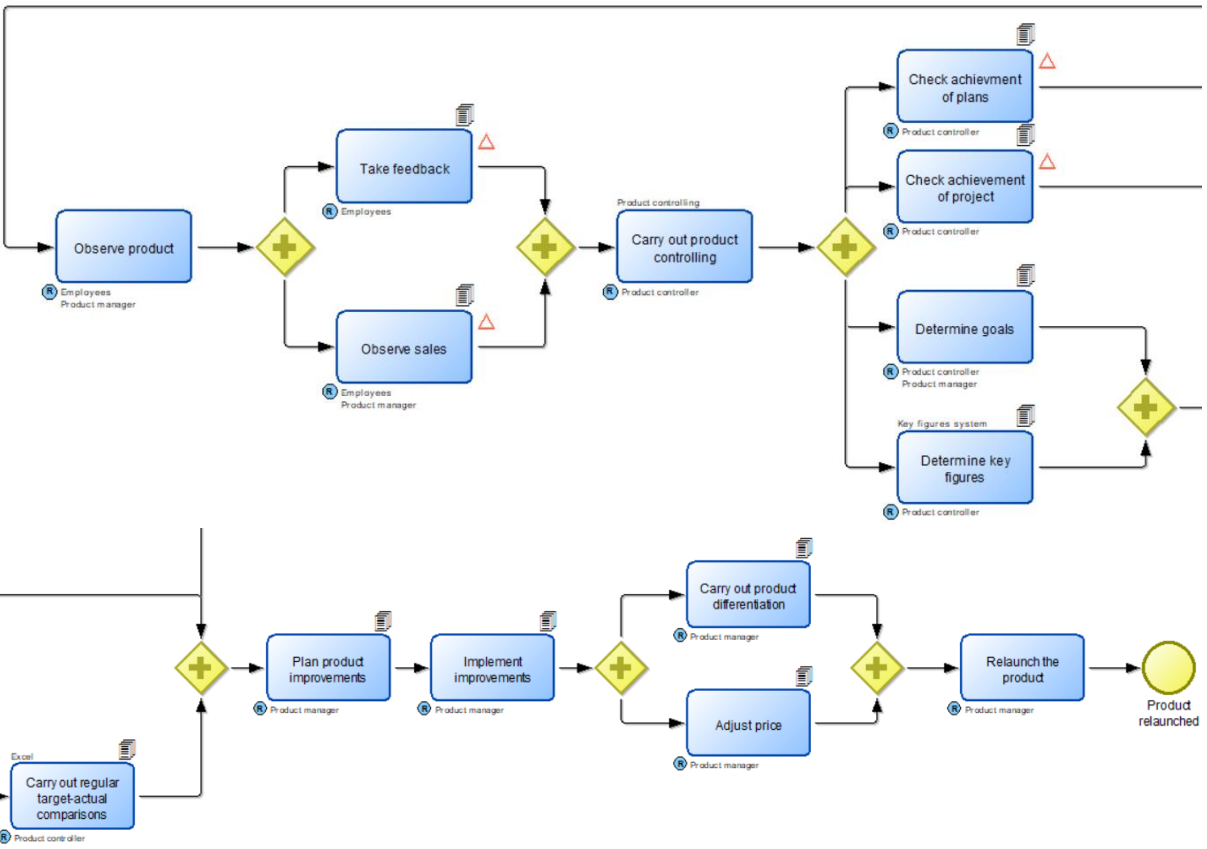 Check achievment
of plans
R Product controller
Take feedback
R Employees
Check achievement
of project
R Product controller
Observe product
R Employees
Product manager
Product controlling
Carry out product
controlling
R Product controller
Observe sales
R Employees
Product manager
Determine goals
R Product controller
Product manager
Key figures system
Determine key
figures
R Product controller
Plan product
improvements
R Product manager
Implement
improvements
R Product manager
Carry out product
differentiation
R Product manager
Adjust price
R Product manager
Relaunch the
product
R Product manager
Product
relaunched
Excel
Carry out regular
target-actual
comparisons
R Product controller